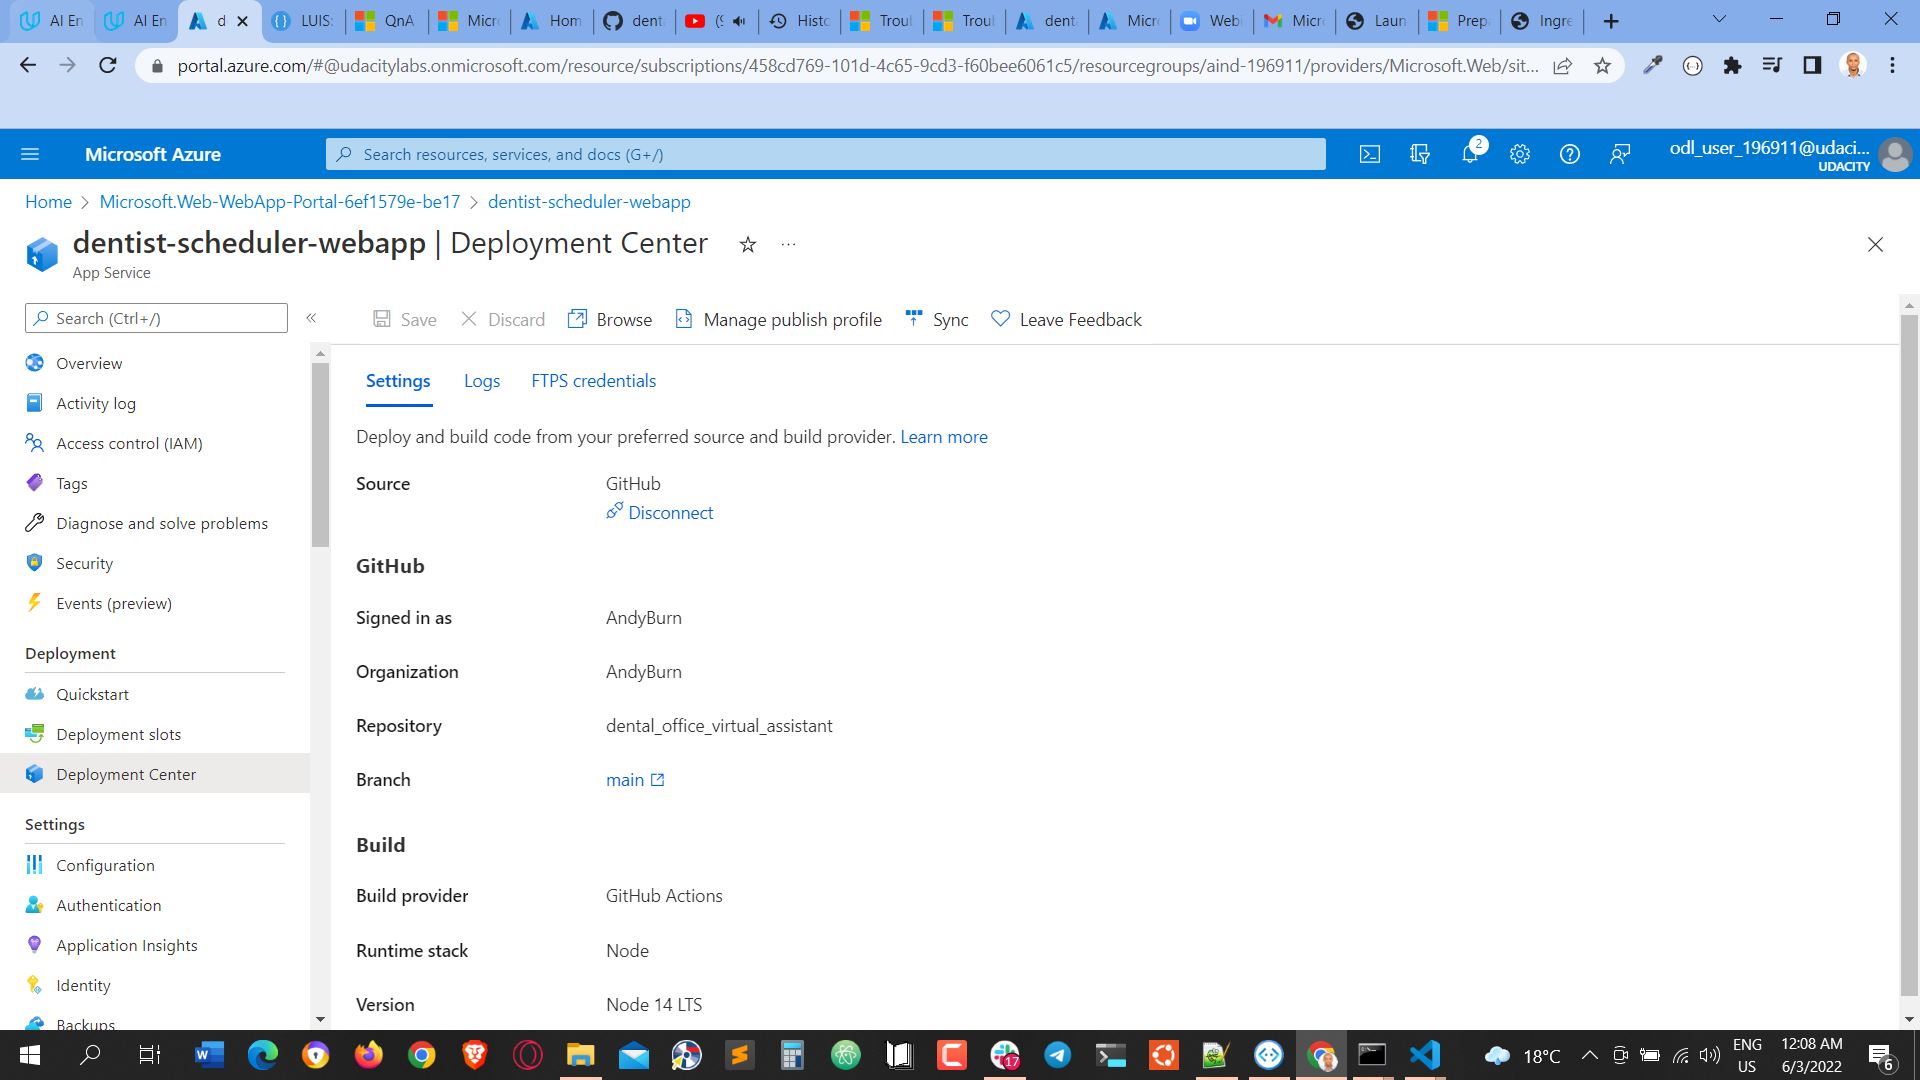 AI En
AI En
d
LUIS:
QnA
Micro
Hom
dent
(9
Histo
Troul
Troul
dent
Micro
Webi
Micro
Laun
Prep
Ingre
portal.azure.com/#@udacitylabs.onmicrosoft.com/resource/subscriptions/458cd769-101d-4c65-9cd3-f60bee6061c5/resourcegroups/aind-196911/providers/Microsoft.Web/sit...
Microsoft Azure
Search resources, services, and docs (G+/)
2
odl_user_196911@udaci...
UDACITY
Home > Microsoft.Web-WebApp-Portal-6ef1579e-be17 > dentist-scheduler-webapp
dentist-scheduler-webapp | Deployment Center
App Service
Search (Ctrl+/)
Overview
Activity log
Access control (IAM)
Tags
Diagnose and solve problems
Security
Events (preview)
Deployment
Quickstart
Deployment slots
Deployment Center
Settings
Configuration
Authentication
Application Insights
Identity
Backups
Save
Discard
Browse
Manage publish profile
Sync
Leave Feedback
Settings
Logs
FTPS credentials
Deploy and build code from your preferred source and build provider. Learn more
Source GitHub
Disconnect
GitHub
Signed in as AndyBurn
Organization AndyBurn
Repository dental_office_virtual_assistant
Branch main
Build
Build provider GitHub Actions
Runtime stack Node
Version Node 14 LTS
17
18°C
ENG
US
12:08 AM
6/3/2022
6